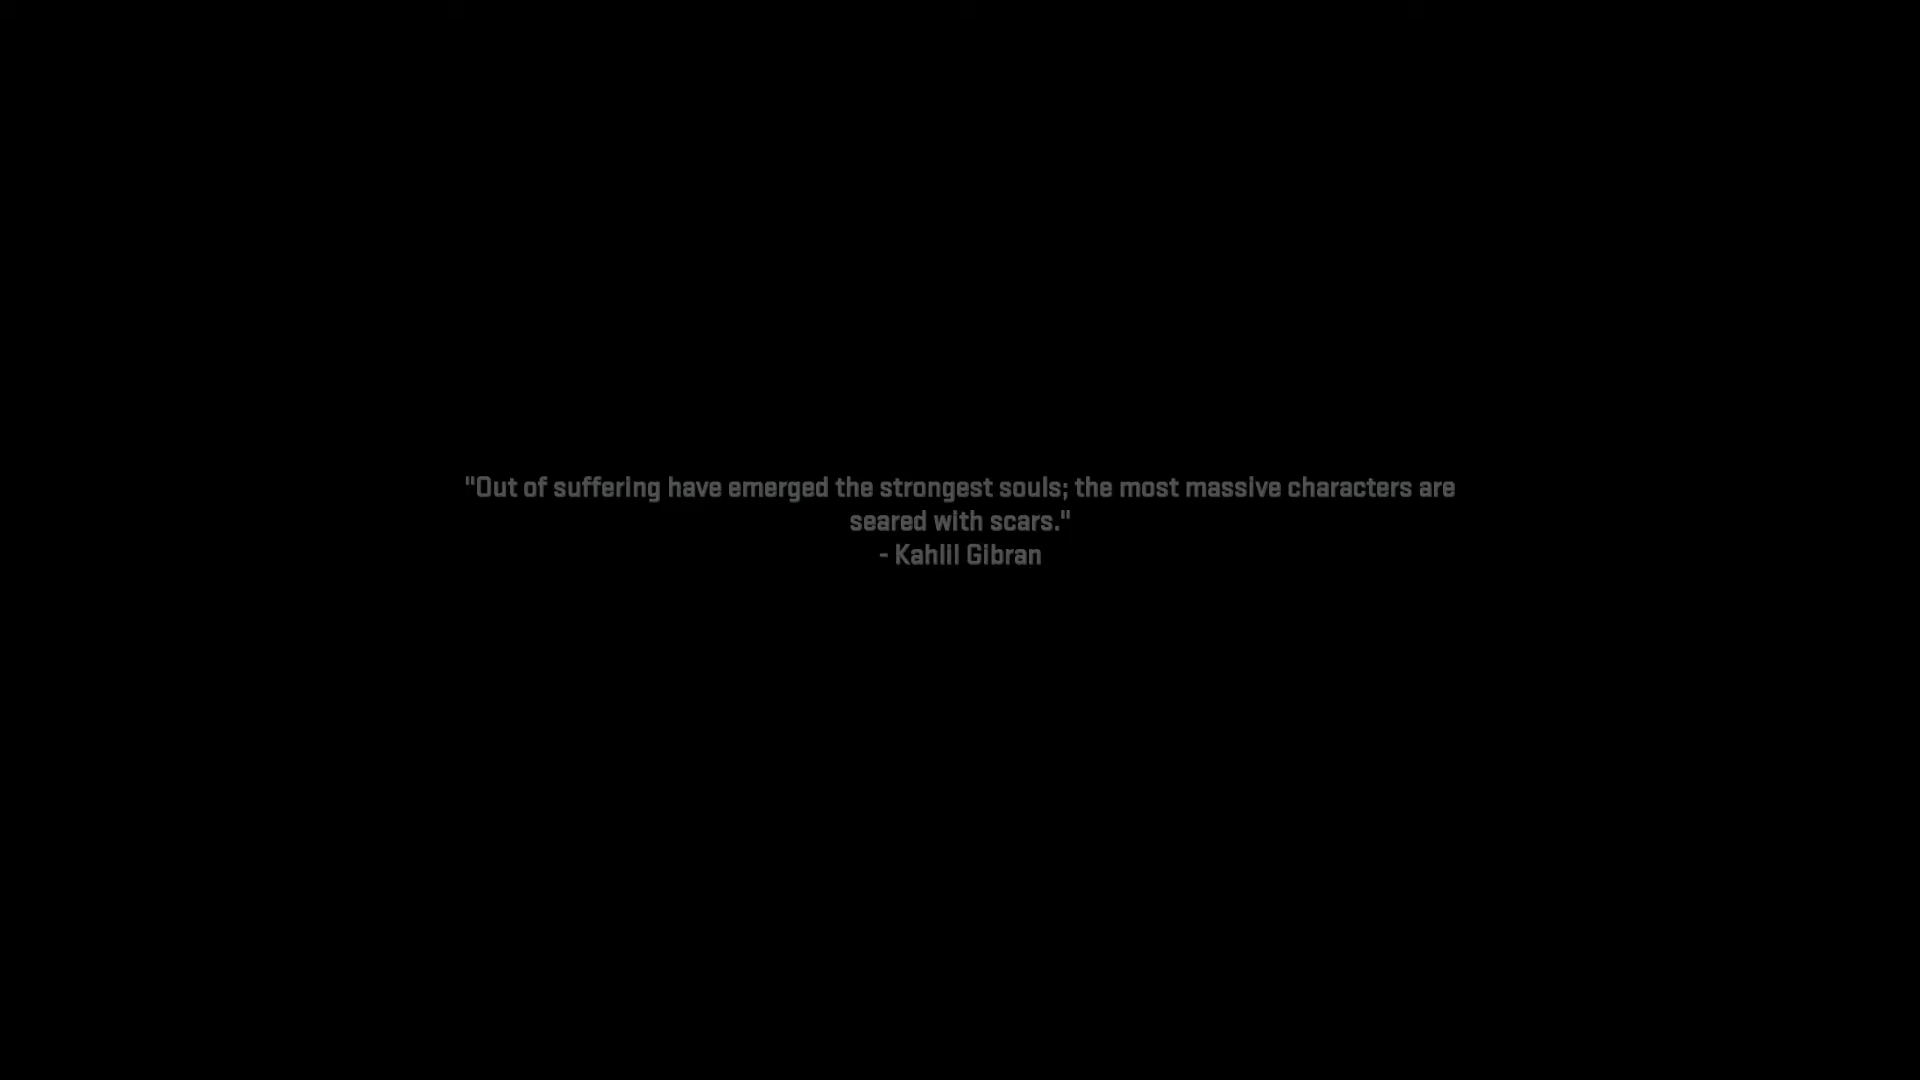 "Out of suffering have emerged the strongest souls; the most massive characters are
seared with scars."
- Kahlil Gibran